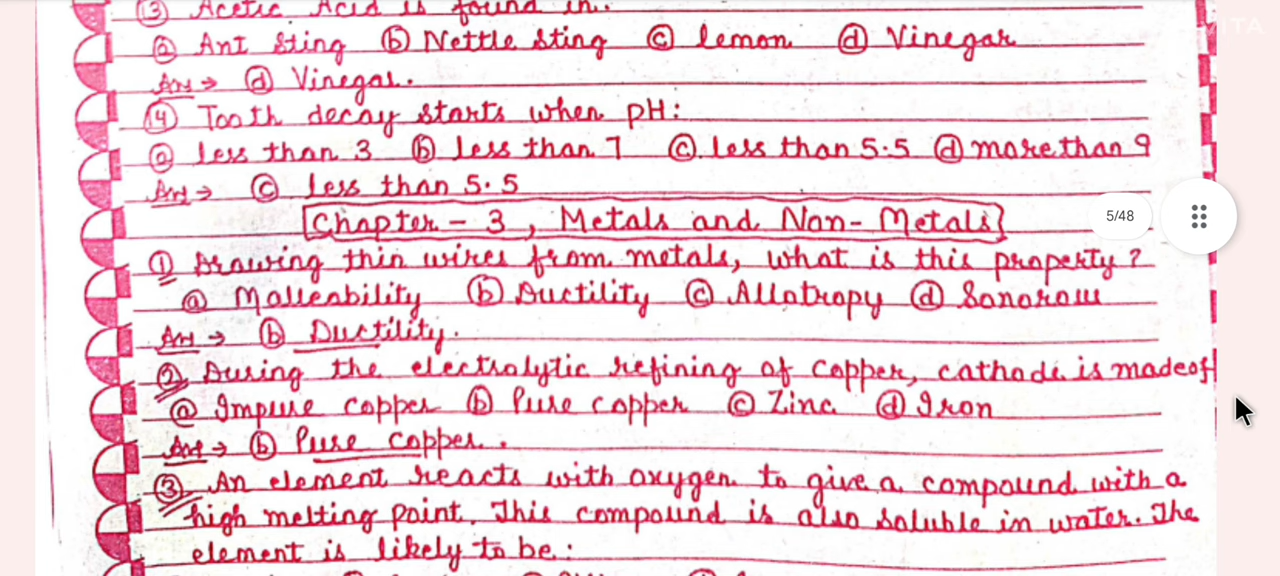 (13) Acetic Acid is found in..
(a) Ant Sting (b) Nettle sting (c) lemon (d) Vinegar
Ans → (d) Vinegar.
(14) Tooth decay starts when pH:
(a) less than 3 (b) less than 7 (c) less than 5.5 (d) more than 9
Ans → (c) less than 5.5
Chapter - 3, Metals and Non-Metals
5/48
(1) Drawing thin wires from metals, what is this property?
(a) Malleability (b) Ductility (c) Allotropy (d) Sonorous
Ans → (b) Ductility.
(2) During the electrolytic refining of copper, cathode is made of
(a) Impure copper (b) Pure copper (c) Zinc (d) Iron
Ans → (b) Pure copper.
(3) An element reacts with oxygen to give a compound with a
high melting point. This compound is also soluble in water. The
element is likely to be: